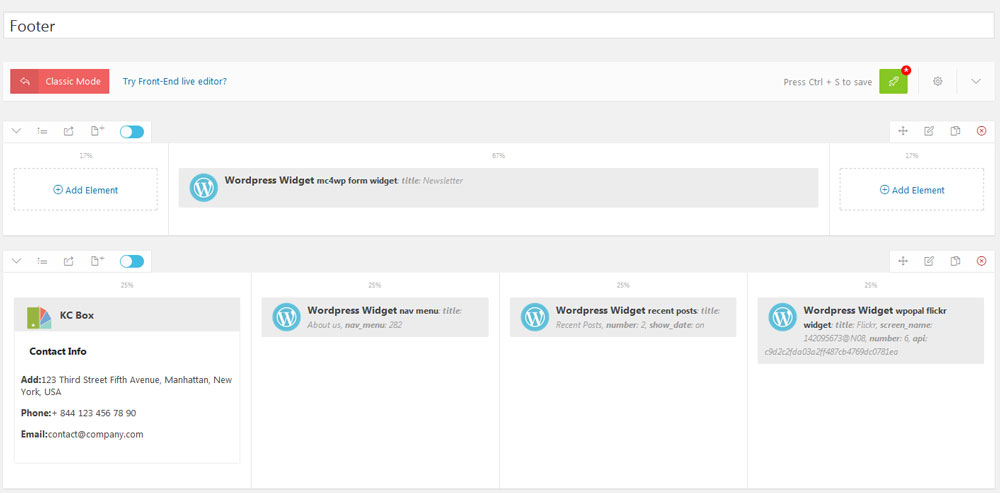 Footer
Classic Mode
Try Front-End live editor?
Press Ctrl + S to save
17%
67%
17%
Add Element
Wordpress Widget mc4wp form widget: title: Newsletter
Add Element
25%
25%
25%
25%
KC Box
Contact Info
Add:123 Third Street Fifth Avenue, Manhattan, New
York, USA
Phone:+ 844 123 456 78 90
Email:contact@company.com
Wordpress Widget nav menu: title:
About us, nav_menu: 282
Wordpress Widget recent posts: title:
Recent Posts, number: 2, show_date: on
Wordpress Widget wpopal flickr
widget: title: Flickr, screen_name:
142095673@N08, number: 6, api:
c9d2c2fda03a2ff487cb4769dc0781ea